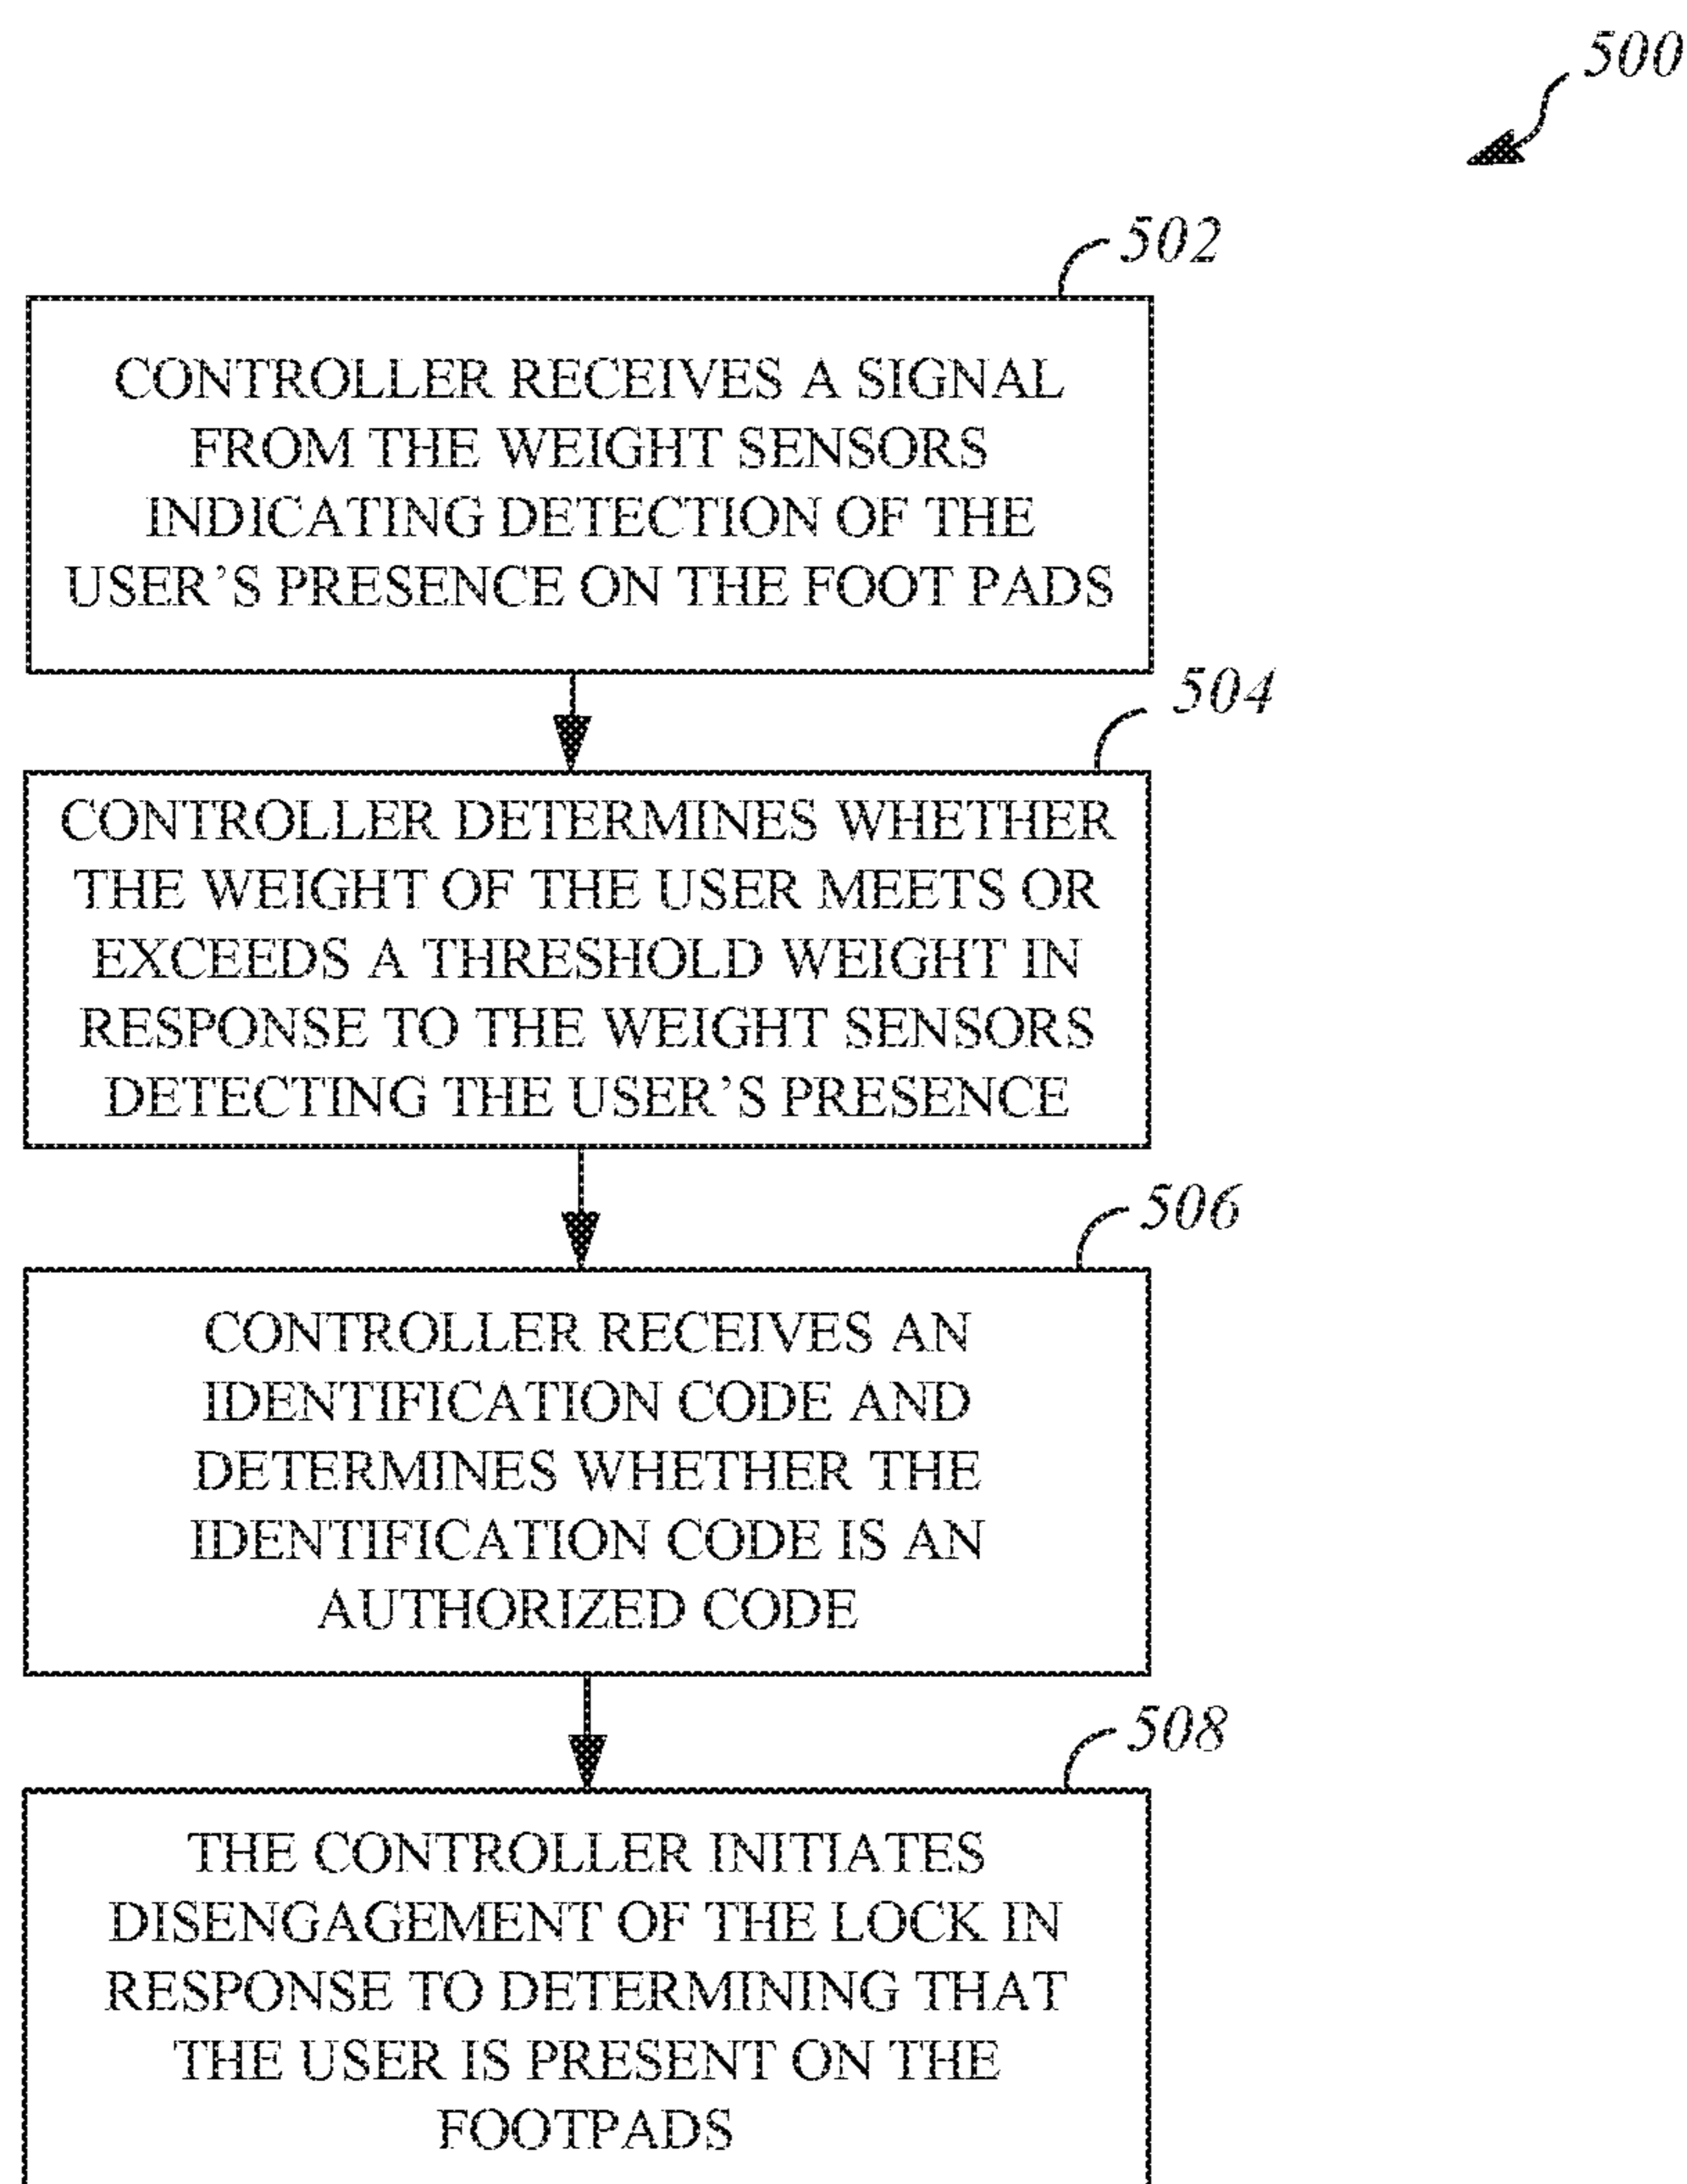 500
502
CONTROLLER RECEIVES A SIGNAL
FROM THE WEIGHT SENSORS
INDICATING DETECTION OF THE
USER’S PRESENCE ON THE FOOT PADS
504
CONTROLLER DETERMINES WHETHER
THE WEIGHT OF THE USER MEETS OR
EXCEEDS A THRESHOLD WEIGHT IN
RESPONSE TO THE WEIGHT SENSORS
DETECTING THE USER’S PRESENCE
506
CONTROLLER RECEIVES AN
IDENTIFICATION CODE AND
DETERMINES WHETHER THE
IDENTIFICATION CODE IS AN
AUTHORIZED CODE
508
THE CONTROLLER INITIATES
DISENGAGEMENT OF THE LOCK IN
RESPONSE TO DETERMINING THAT
THE USER IS PRESENT ON THE
FOOTPADS